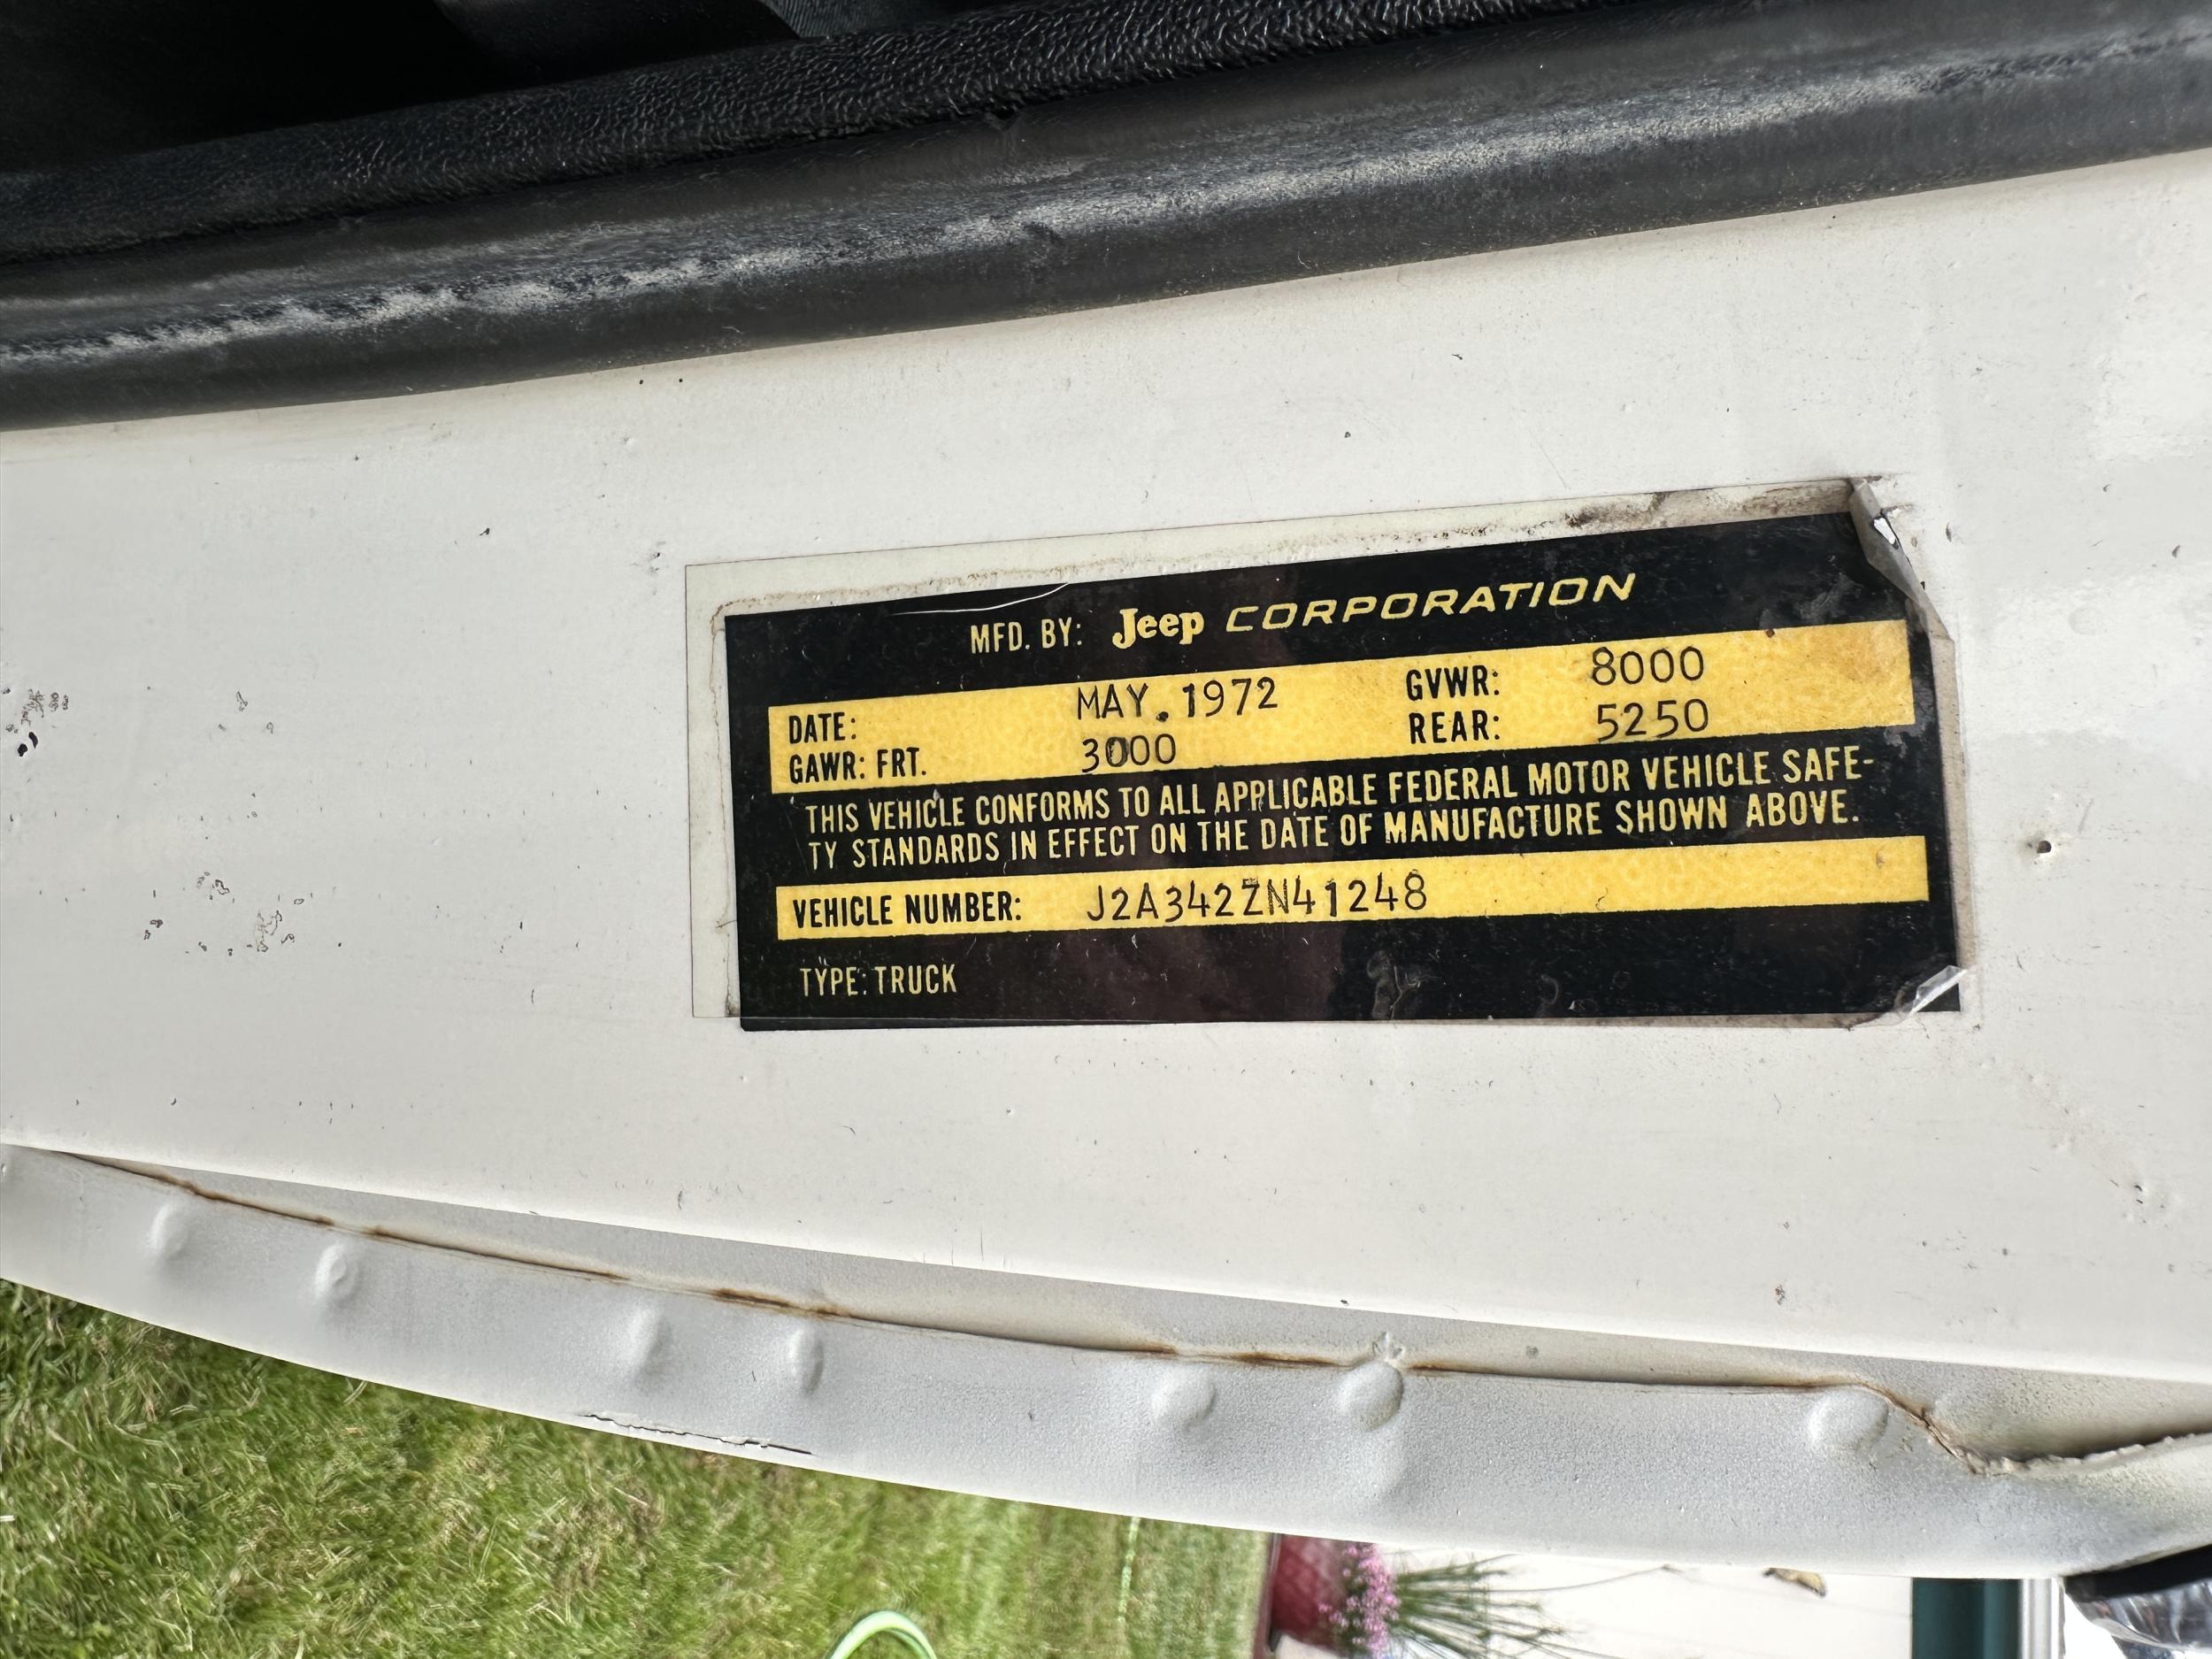 MFD. BY: Jeep CORPORATION
DATE: MAY. 1972 GVWR: 8000
GAWR: FRT. 3000 REAR: 5250
THIS VEHICLE CONFORMS TO ALL APPLICABLE FEDERAL MOTOR VEHICLE SAFE-
TY STANDARDS IN EFFECT ON THE DATE OF MANUFACTURE SHOWN ABOVE.
VEHICLE NUMBER: J2A342ZN41248
TYPE: TRUCK